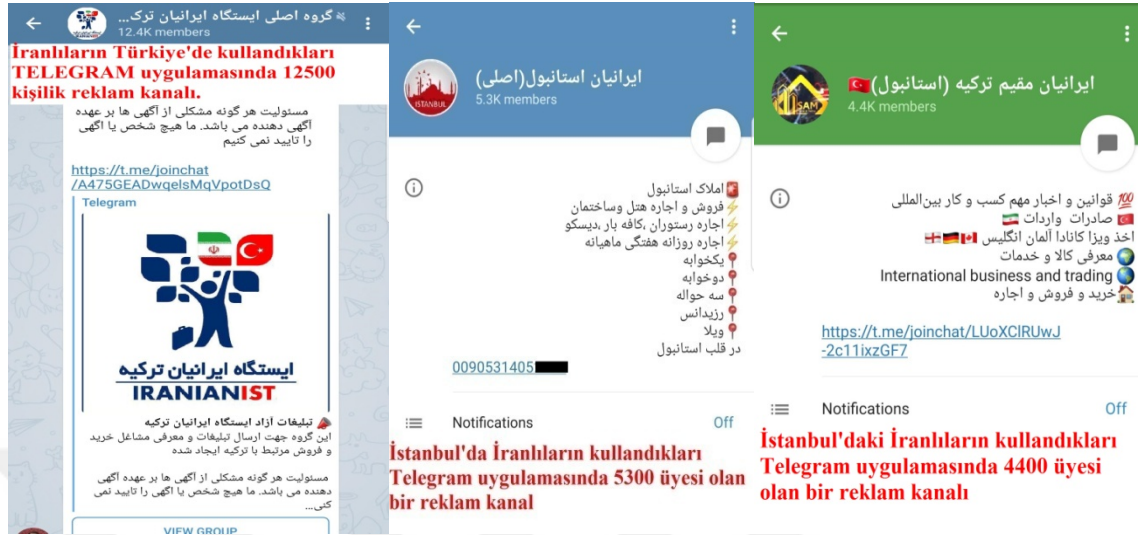 گروه اصلی ایستگاه ایرانیان ترک...
12.4K members
İranlıların Türkiye'de kullandıkları
TELEGRAM uygulamasında 12500
kişilik reklam kanalı.
مسئولیت هر گونه مشکلی از آگهی ها بر عهده
آگهی دهنده می باشد. ما هیچ شخص یا اگهی
را تایید نمی کنیم
https://t.me/joinchat
/A475GEADwqelsMqVpotDsQ
Telegram
ایستگاه ایرانیان ترکیه
IRANIANIST
📣 تبلیغات آزاد ایستگاه ایرانیان ترکیه
این گروه جهت ارسال تبلیغات و معرفی مشاغل خرید
و فروش مرتبط با ترکیه ایجاد شده
مسئولیت هر گونه مشکلی از آگهی ها بر عهده آگهی
دهنده می باشد. ما هیچ شخص یا اگهی را تایید نمی
کنی...
VIEW GROUP
ایرانیان استانبول(اصلی)
5.3K members
ISTANBUL
املاک استانبول
⚡فروش و اجاره هتل وساختمان
⚡اجاره رستوران ،کافه بار ،دیسکو
⚡اجاره روزانه هفتگی ماهیانه
📍یکخوابه
📍دوخوابه
📍سه حواله
📍رزیدانس
📍ویلا
در قلب استانبول
0090531405
Notifications Off
İstanbul'da İranlıların kullandıkları
Telegram uygulamasında 5300 üyesi olan
bir reklam kanal
ایرانیان مقیم ترکیه (استانبول)🇹🇷
4.4K members
SAM
💯 قوانین و اخبار مهم کسب و کار بین‌المللی
🇹🇷 صادرات واردات 🇮🇷
اخذ ویزا کانادا آلمان انگلیس 🇨🇦🇩🇪🏴󠁧󠁢󠁥󠁮󠁧󠁿
🌍 معرفی کالا و خدمات
International business and trading 🌎
🏠خرید و فروش و اجاره
https://t.me/joinchat/LUoXClRUwJ
-2c11ixzGF7
Notifications Off
İstanbul'daki İranlıların kullandıkları
Telegram uygulamasında 4400 üyesi
olan bir reklam kanalı